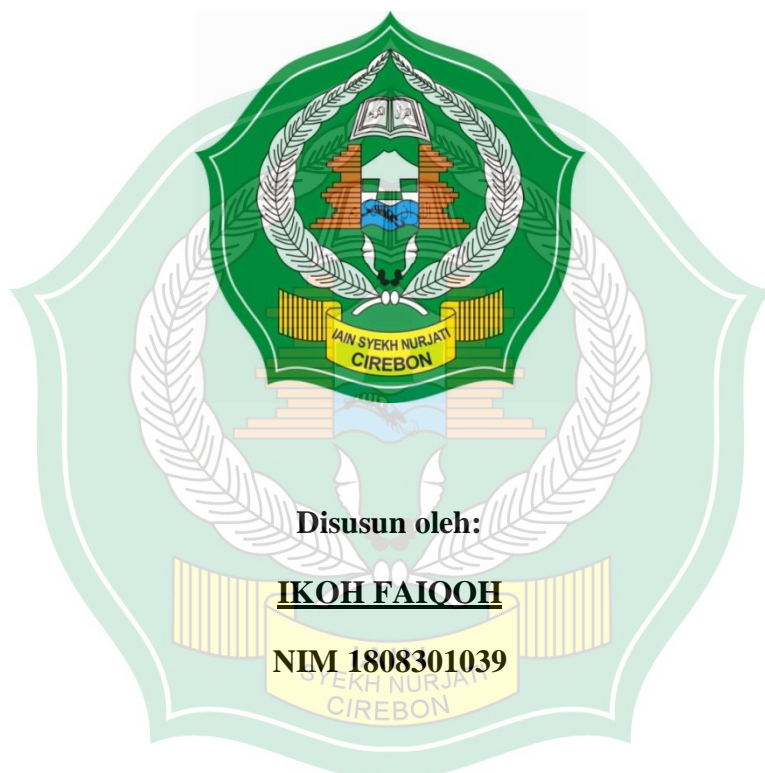 IAIN SYEKH NURJATI
CIREBON
Disusun oleh:
IKOH FAIQOH
NIM 1808301039
SYEKH NURJATI
CIREBON